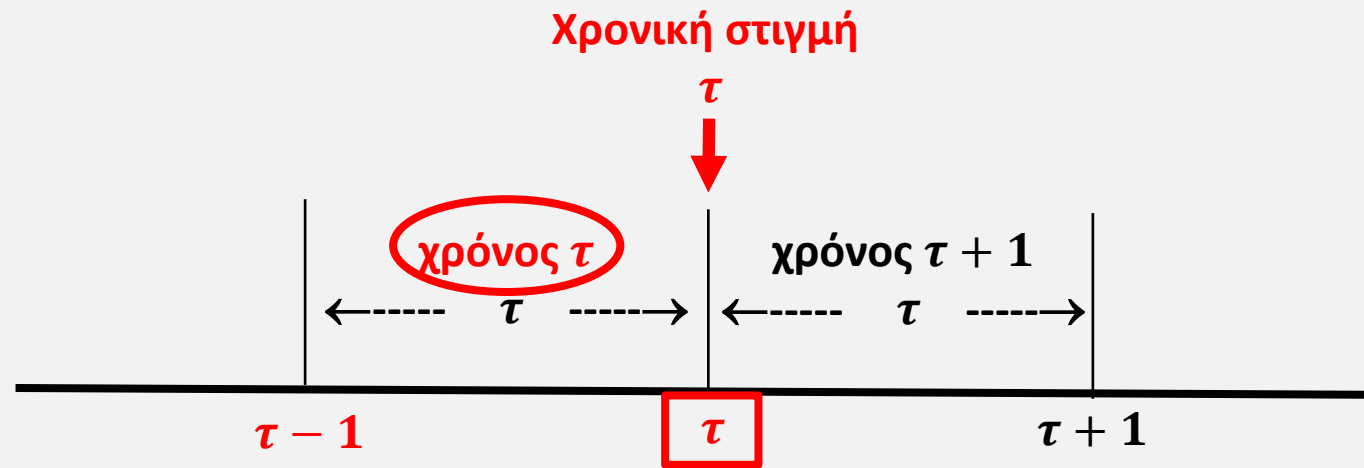 Χρονική στιγμή
τ
χρόνος τ χρόνος τ + 1
←----- τ -----→ ←----- τ -----→
τ − 1 τ τ + 1